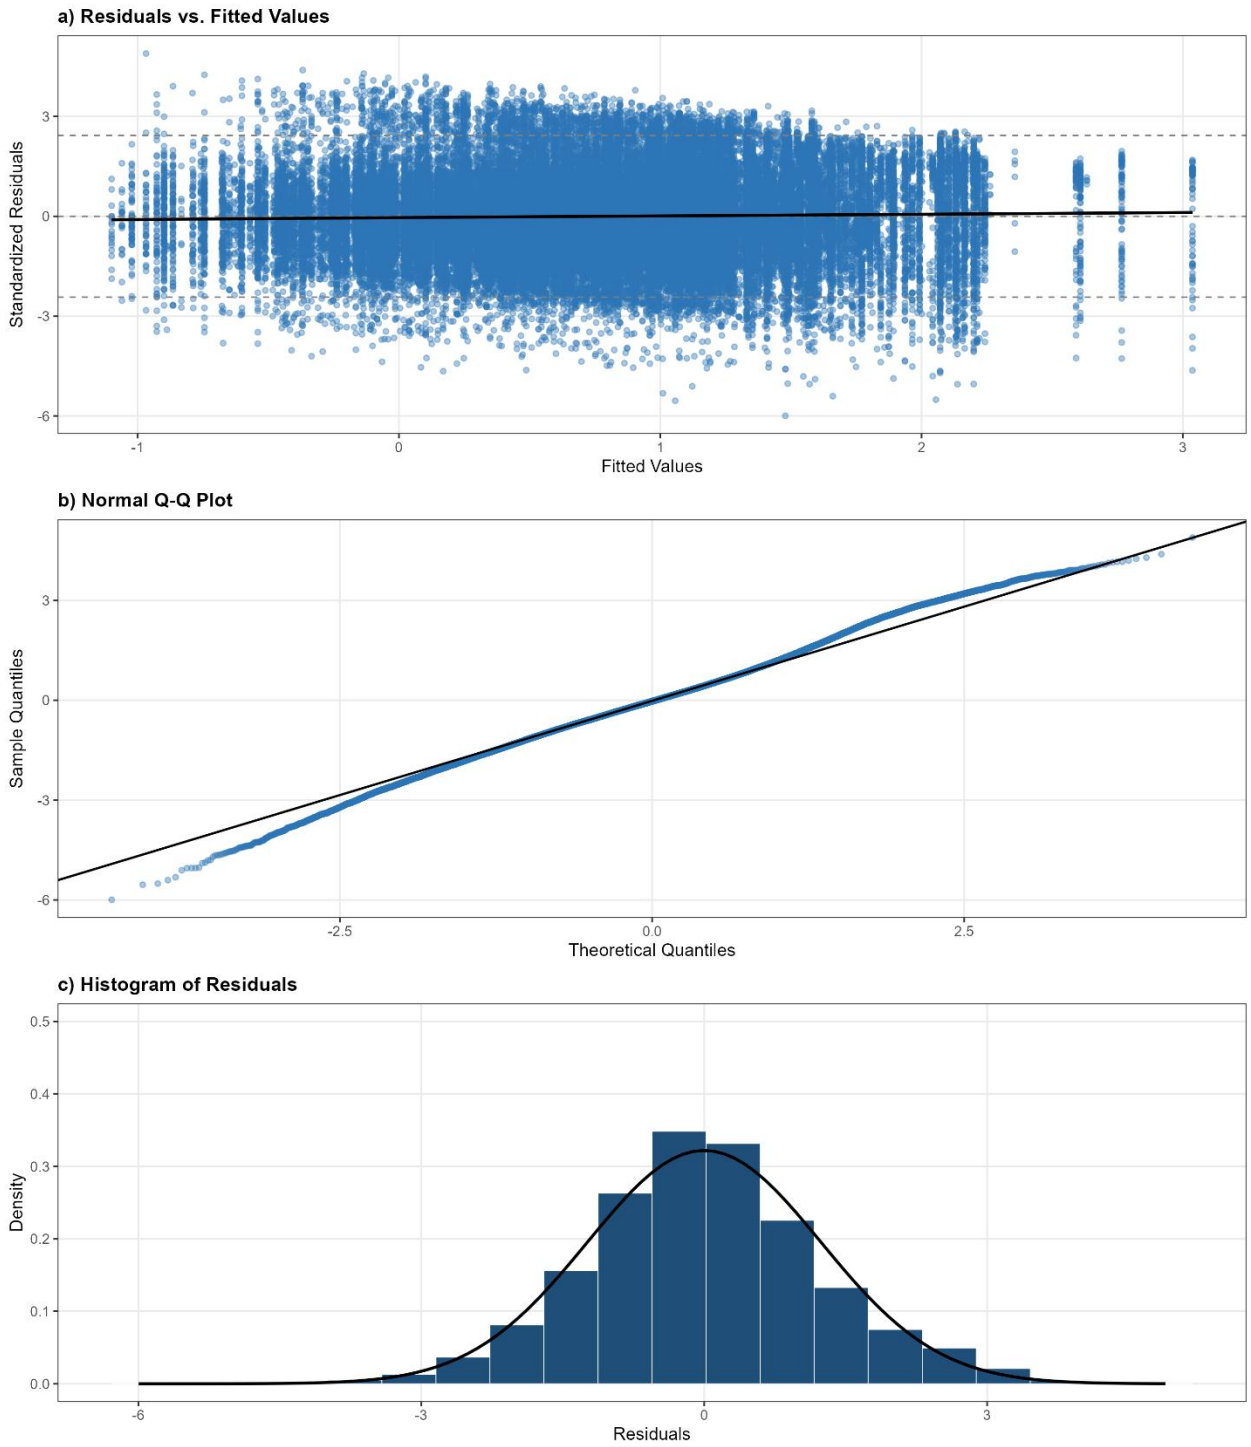 a) Residuals vs. Fitted Values
Standardized Residuals
3
0
-3
-6
-1
0
1
2
3
Fitted Values
b) Normal Q-Q Plot
Sample Quantiles
3
0
-3
-6
-2.5
0.0
2.5
Theoretical Quantiles
c) Histogram of Residuals
Density
0.5
0.4
0.3
0.2
0.1
0.0
-6
-3
0
3
Residuals